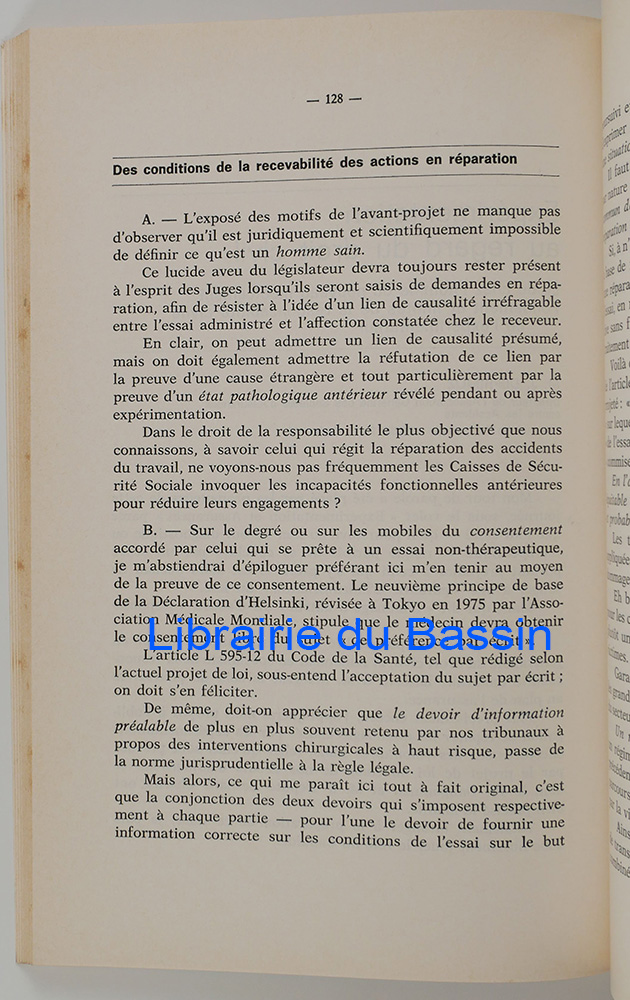 — 128 —
Des conditions de la recevabilité des actions en réparation
A. — L'exposé des motifs de l'avant-projet ne manque pas
d'observer qu'il est juridiquement et scientifiquement impossible
de définir ce qu'est un homme sain.
Ce lucide aveu du législateur devra toujours rester présent
à l'esprit des Juges lorsqu'ils seront saisis de demandes en répa-
ration, afin de résister à l'idée d'un lien de causalité irréfragable
entre l'essai administré et l'affection constatée chez le receveur.
En clair, on peut admettre un lien de causalité présumé,
mais on doit également admettre la réfutation de ce lien par
la preuve d'une cause étrangère et tout particulièrement par la
preuve d'un état pathologique antérieur révélé pendant ou après
expérimentation.
Dans le droit de la responsabilité le plus objectivé que nous
connaissons, à savoir celui qui régit la réparation des accidents
du travail, ne voyons-nous pas fréquemment les Caisses de Sécu-
rité Sociale invoquer les incapacités fonctionnelles antérieures
pour réduire leurs engagements ?
B. — Sur le degré ou sur les mobiles du consentement
accordé par celui qui se prête à un essai non-thérapeutique,
je m'abstiendrai d'épiloguer préférant ici m'en tenir au moyen
de la preuve de ce consentement. Le neuvième principe de base
de la Déclaration d'Helsinki, révisée à Tokyo en 1975 par l'Asso-
ciation Médicale Mondiale, stipule que le médecin devra obtenir
le consentement libre du sujet « de préférence par écrit ».
Librairie du Bassin
L'article L 595-12 du Code de la Santé, tel que rédigé selon
l'actuel projet de loi, sous-entend l'acceptation du sujet par écrit ;
on doit s'en féliciter.
De même, doit-on apprécier que le devoir d'information
préalable de plus en plus souvent retenu par nos tribunaux à
propos des interventions chirurgicales à haut risque, passe de
la norme jurisprudentielle à la règle légale.
Mais alors, ce qui me paraît ici tout à fait original, c'est
que la conjonction des deux devoirs qui s'imposent respective-
ment à chaque partie — pour l'une le devoir de fournir une
information correcte sur les conditions de l'essai sur le but